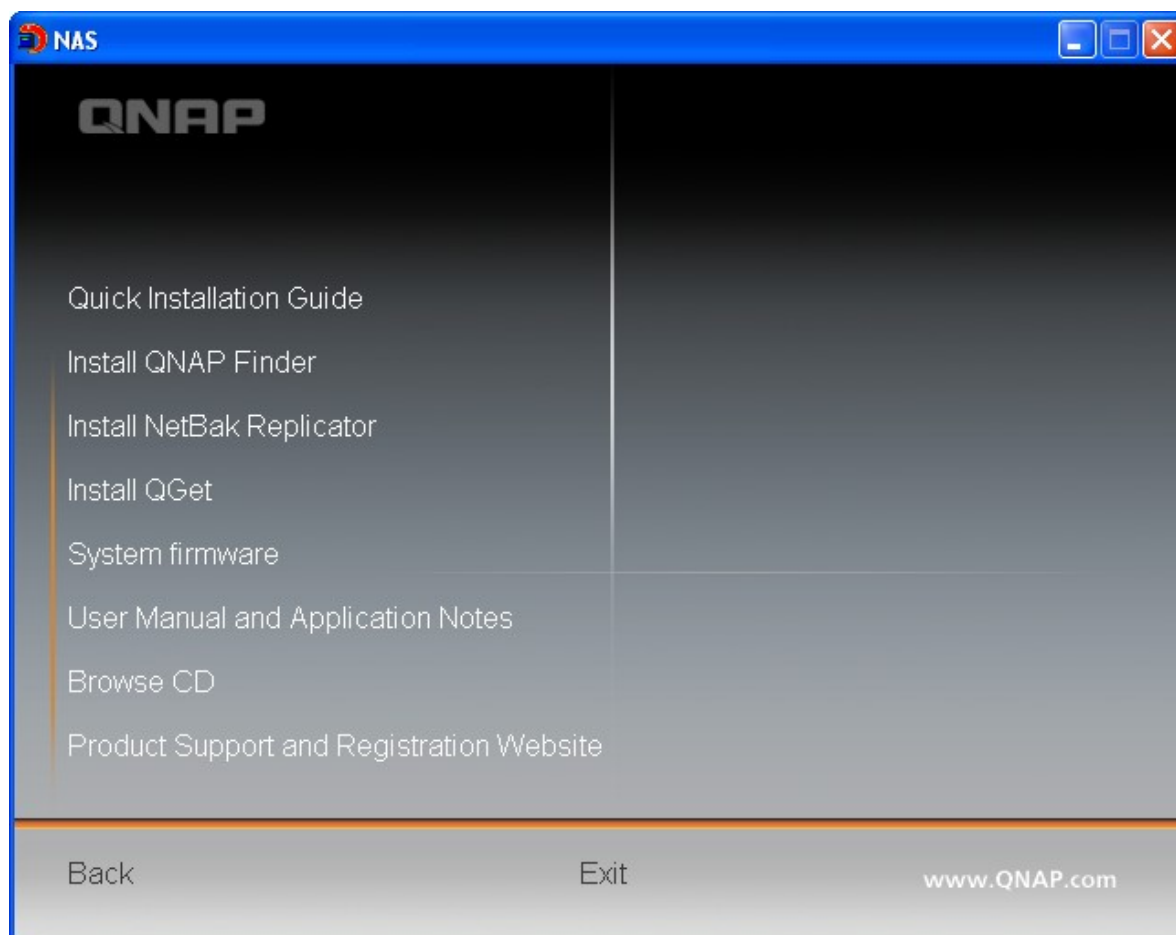 NAS
QNAP
Quick Installation Guide
Install QNAP Finder
Install NetBak Replicator
Install QGet
System firmware
User Manual and Application Notes
Browse CD
Product Support and Registration Website
Back Exit www.QNAP.com